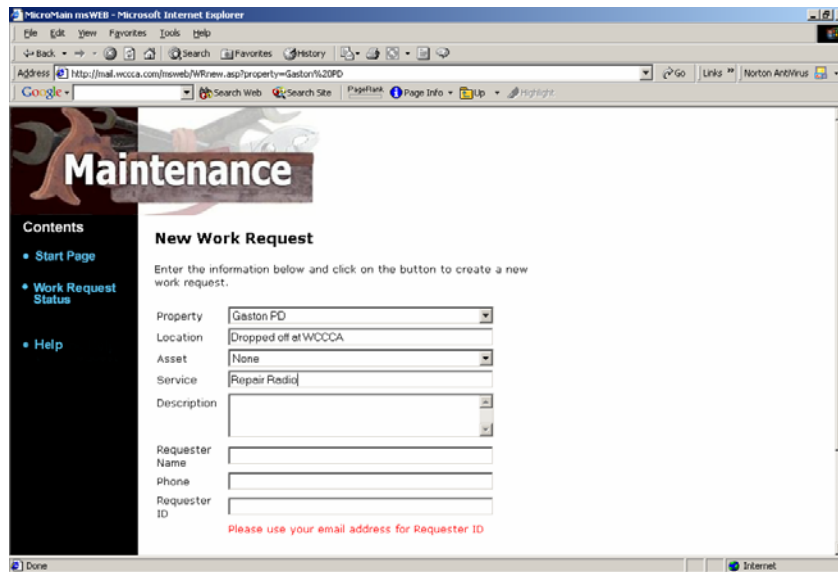 MicroMain msWEB - Microsoft Internet Explorer
File Edit View Favorites Tools Help
Back Search Favorites History
Address http://mail.wccca.com/msweb/WRnew.asp?property=Gaston%20PD Go Links » Norton AntiVirus
Google Search Web Search Site PageRank Page Info Up Highlight
Maintenance
Contents
• Start Page
• Work Request
Status
• Help
New Work Request
Enter the information below and click on the button to create a new
work request.
Property Gaston PD
Location Dropped off at WCCCA
Asset None
Service Repair Radio
Description
Requester
Name
Phone
Requester
ID
Please use your email address for Requester ID
Done Internet